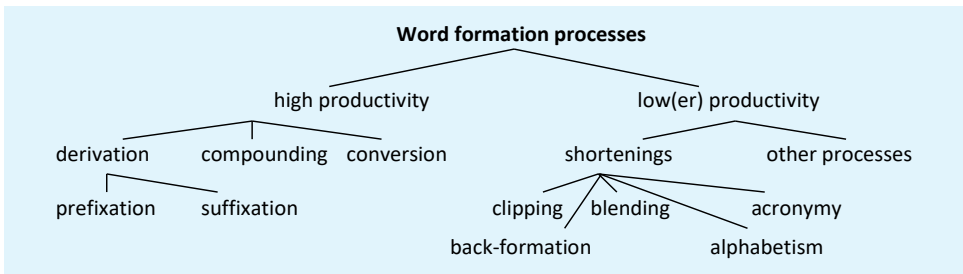 Word formation processes
high productivity low(er) productivity
derivation compounding conversion shortenings other processes
prefixation suffixation clipping blending acronymy
back-formation alphabetism